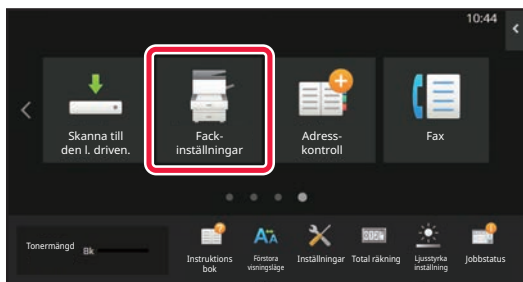 10:44
Skanna till
den l. driven.
Fack-
inställningar
Adress-
kontroll
Fax
Tonermängd
Bk
Instruktions
bok
Förstora
visningsläge
Inställningar
Total räkning
Ljusstyrka
inställning
Jobbstatus